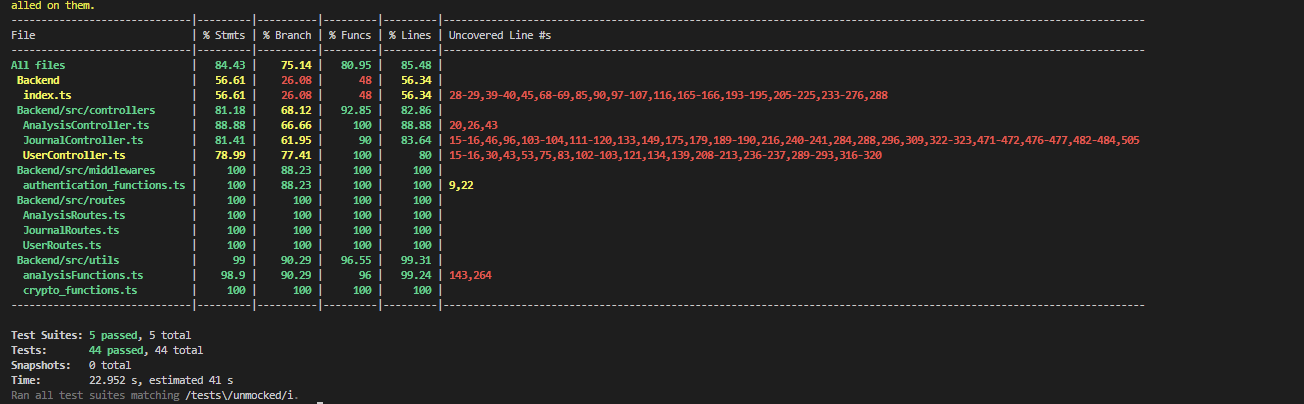 alled on them.
-------------------------------|---------|----------|---------|---------|----------------------------------------------------------------------------------------------------------------------
File                           | % Stmts | % Branch | % Funcs | % Lines | Uncovered Line #s
-------------------------------|---------|----------|---------|---------|----------------------------------------------------------------------------------------------------------------------
All files                      |   84.43 |    75.14 |   80.95 |   85.48 |
 Backend                       |   56.61 |    26.08 |      48 |   56.34 |
  index.ts                     |   56.61 |    26.08 |      48 |   56.34 | 28-29,39-40,45,68-69,85,90,97-107,116,165-166,193-195,205-225,233-276,288
 Backend/src/controllers       |   81.18 |    68.12 |   92.85 |   82.86 |
  AnalysisController.ts        |   88.88 |    66.66 |     100 |   88.88 | 20,26,43
  JournalController.ts         |   81.41 |    61.95 |      90 |   83.64 | 15-16,46,96,103-104,111-120,133,149,175,179,189-190,216,240-241,284,288,296,309,322-323,471-472,476-477,482-484,505
  UserController.ts            |   78.99 |    77.41 |     100 |      80 | 15-16,30,43,53,75,83,102-103,121,134,139,208-213,236-237,289-293,316-320
 Backend/src/middlewares       |     100 |    88.23 |     100 |     100 |
  authentication_functions.ts  |     100 |    88.23 |     100 |     100 | 9,22
 Backend/src/routes            |     100 |      100 |     100 |     100 |
  AnalysisRoutes.ts            |     100 |      100 |     100 |     100 |
  JournalRoutes.ts             |     100 |      100 |     100 |     100 |
  UserRoutes.ts                |     100 |      100 |     100 |     100 |
 Backend/src/utils             |      99 |    90.29 |   96.55 |   99.31 |
  analysisFunctions.ts         |    98.9 |    90.29 |      96 |   99.24 | 143,264
  crypto_functions.ts          |     100 |      100 |     100 |     100 |
-------------------------------|---------|----------|---------|---------|----------------------------------------------------------------------------------------------------------------------
Test Suites: 5 passed, 5 total
Tests:       44 passed, 44 total
Snapshots:   0 total
Time:        22.952 s, estimated 41 s
Ran all test suites matching /tests\/unmocked/i.